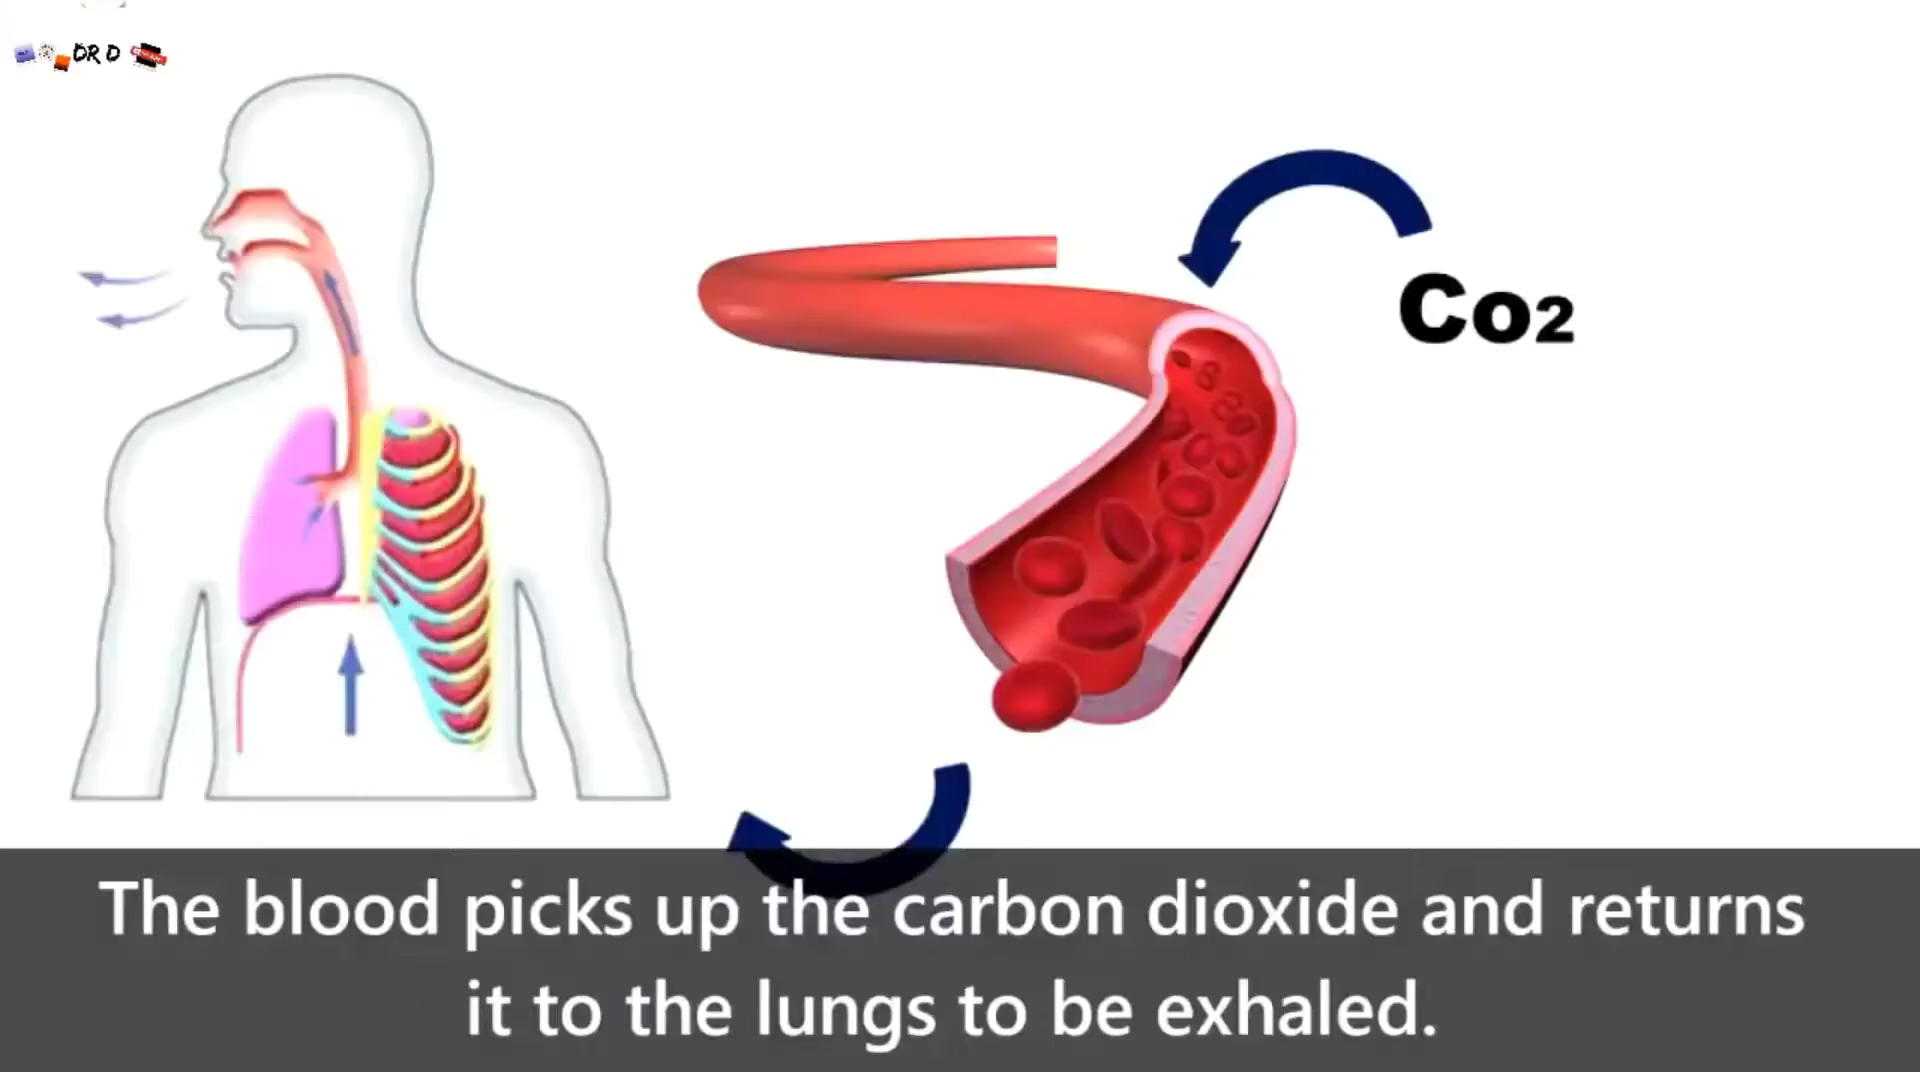 DR D
Co2
The blood picks up the carbon dioxide and returns
it to the lungs to be exhaled.